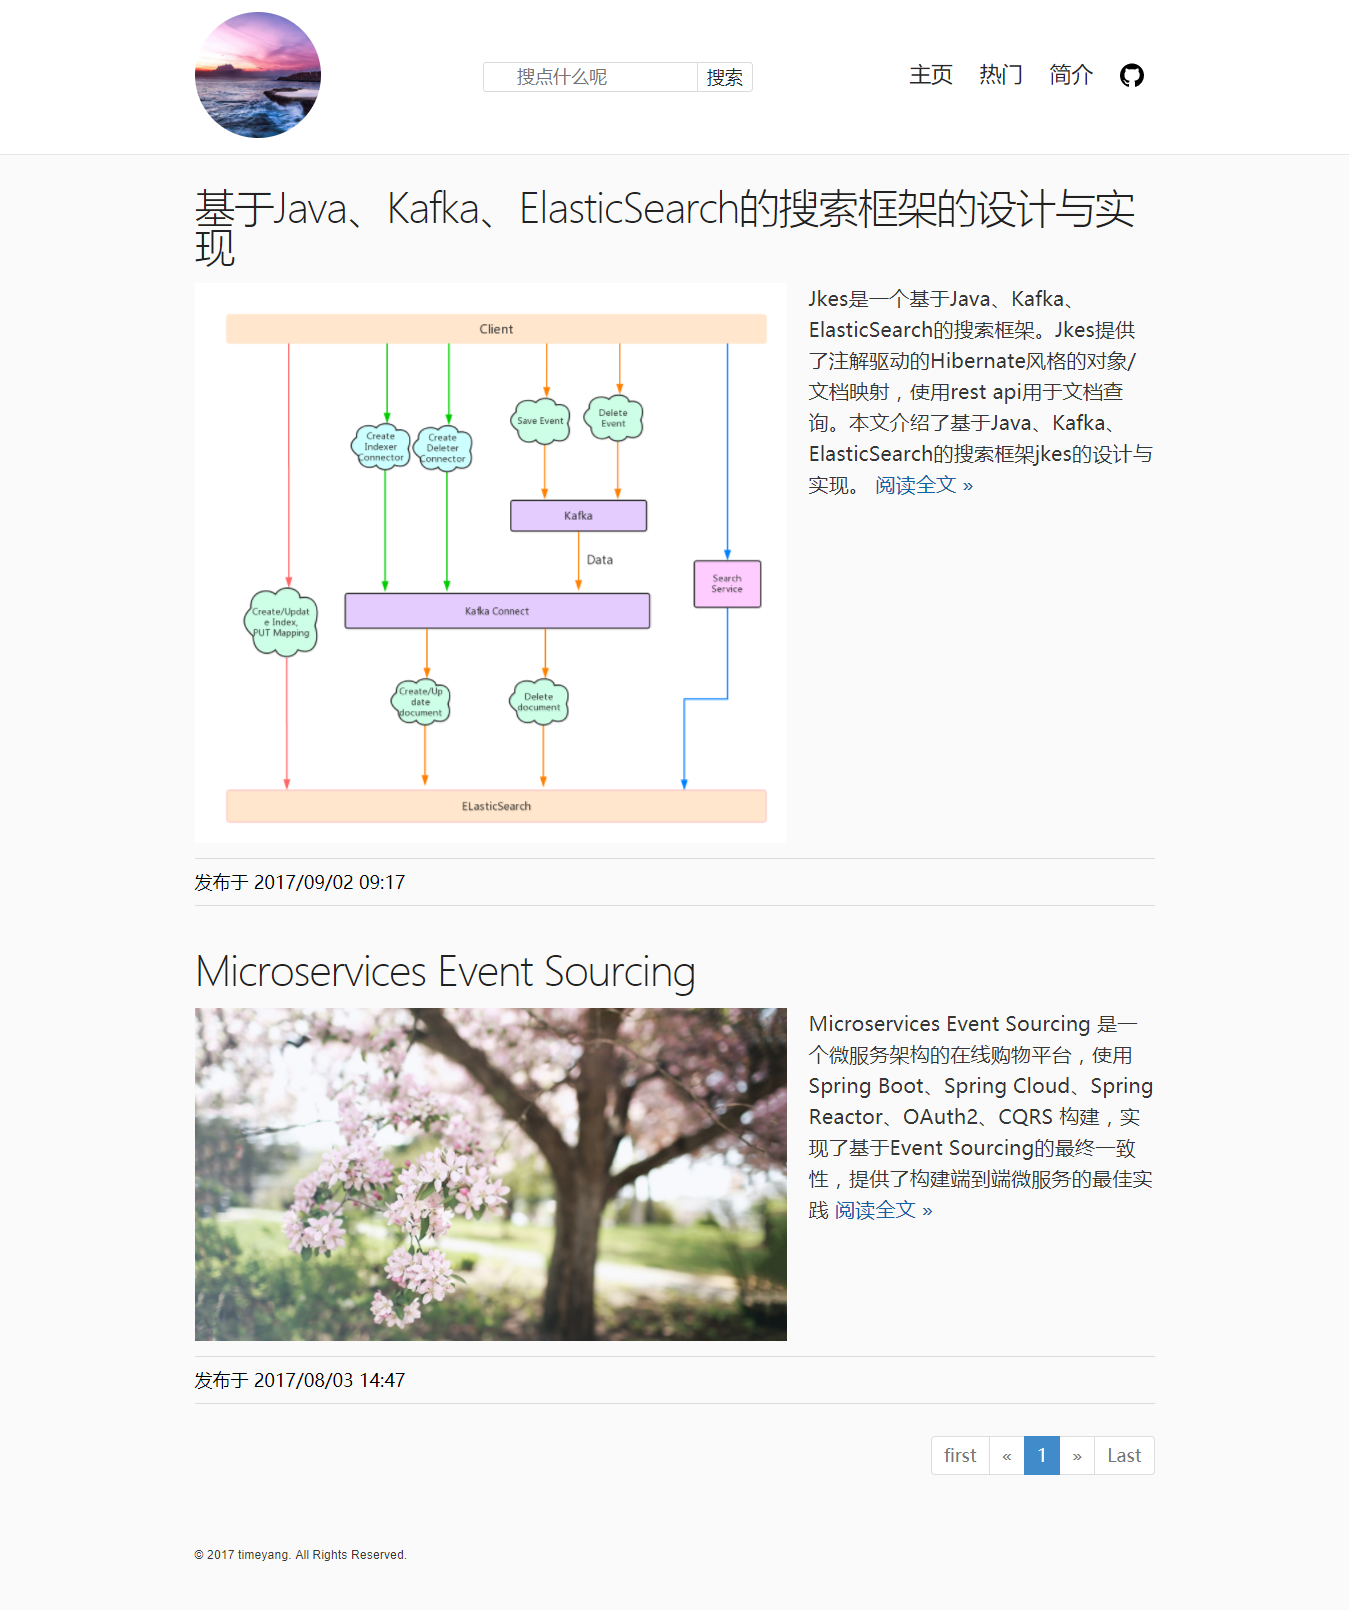 搜点什么呢 搜索 主页 热门 简介
基于Java、Kafka、ElasticSearch的搜索框架的设计与实
现
Client
Save Event
Delete
Event
Create
Indexer
Connector
Create
Deleter
Connector
Kafka
Data
Search
Service
Create/Updat
e Index,
PUT Mapping
Kafka Connect
Create/Up
date
document
Delete
document
ELasticSearch
Jkes是一个基于Java、Kafka、
ElasticSearch的搜索框架。Jkes提供
了注解驱动的Hibernate风格的对象/
文档映射，使用rest api用于文档查
询。本文介绍了基于Java、Kafka、
ElasticSearch的搜索框架jkes的设计与
实现。 阅读全文 »
发布于 2017/09/02 09:17
Microservices Event Sourcing
Microservices Event Sourcing 是一
个微服务架构的在线购物平台，使用
Spring Boot、Spring Cloud、Spring
Reactor、OAuth2、CQRS 构建，实
现了基于Event Sourcing的最终一致
性，提供了构建端到端微服务的最佳实
践 阅读全文 »
发布于 2017/08/03 14:47
first « 1 » Last
© 2017 timeyang. All Rights Reserved.